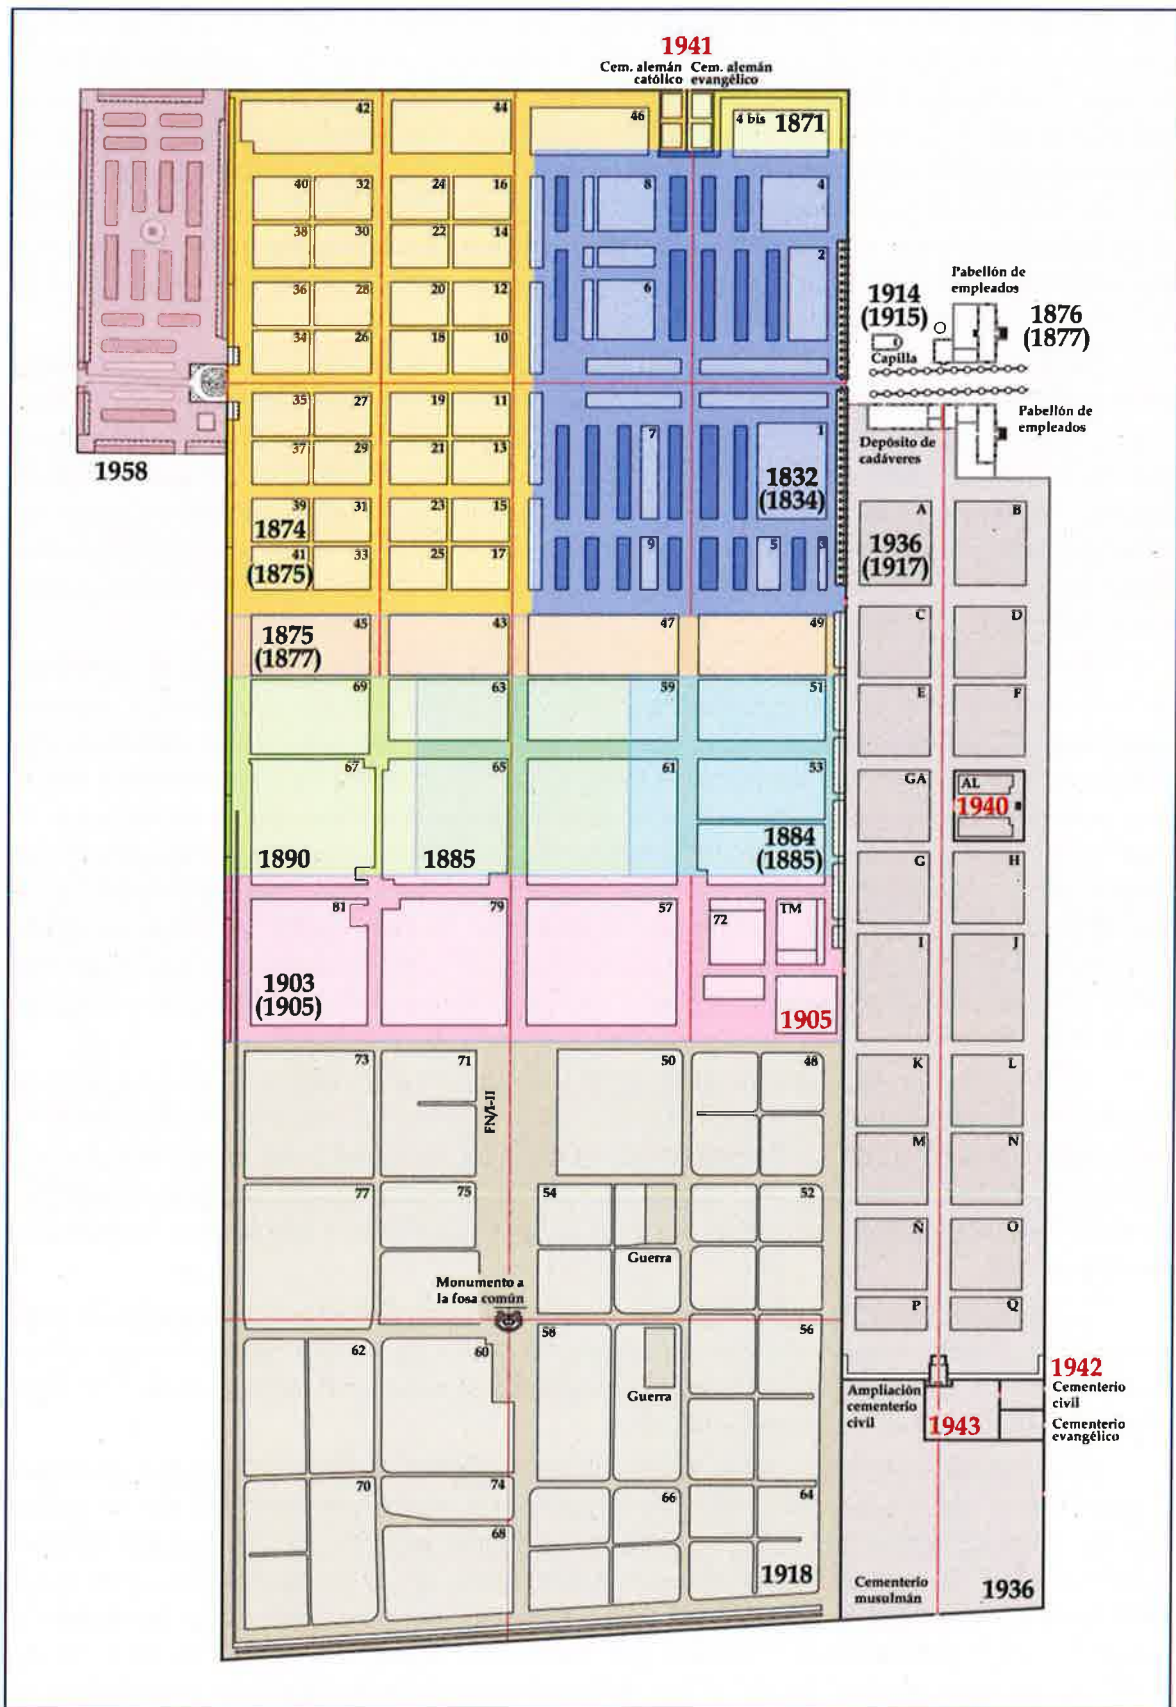 1941
Cem. alemán católico
Cem. alemán evangélico
42
44
46
4 bis
1871
40
32
24
16
8
4
38
30
22
14
2
36
28
20
12
6
34
26
18
10
1914
(1915)
Capilla
Pabellón de
empleados
1876
(1877)
35
27
19
11
7
1
37
29
21
13
1832
(1834)
Depósito de
cadáveres
Pabellón de
empleados
1958
39
31
23
15
1874
41
33
25
17
9
5
3
(1875)
A
B
1936
(1917)
45
43
47
49
1875
(1877)
C
D
69
63
59
51
E
F
67
65
61
53
GA
AL
1940
1890
1885
1884
(1885)
G
H
81
79
57
72
TM
I
J
1903
(1905)
1905
73
71
FN/I-II
50
48
K
L
M
N
77
75
54
52
Guerra
Ñ
O
Monumento a
la fosa común
P
Q
62
60
58
56
Guerra
1942
Cementerio
civil
Cementerio
evangélico
Ampliación
cementerio
civil
1943
70
74
66
64
68
1918
Cementerio
musulmán
1936